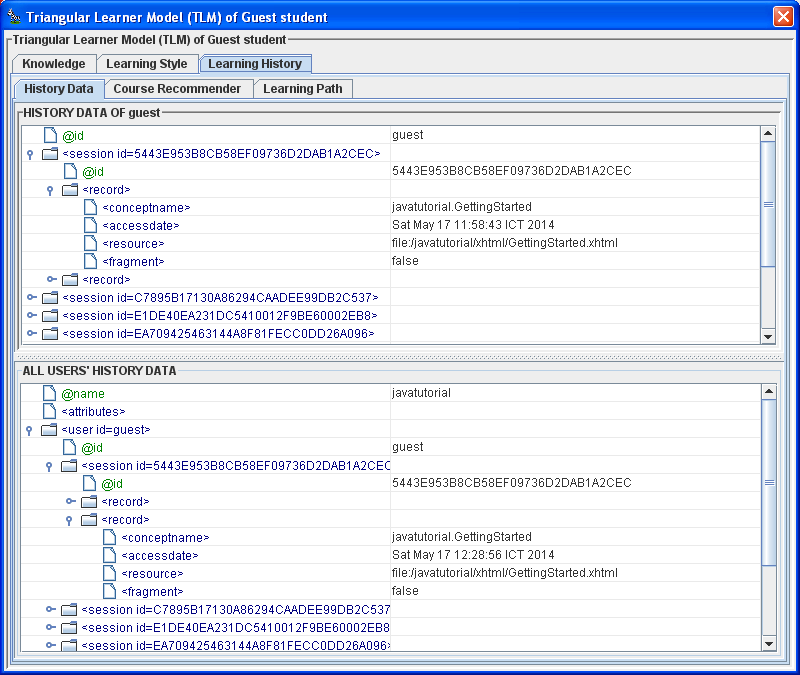 Triangular Learner Model (TLM) of Guest student
Triangular Learner Model (TLM) of Guest student
Knowledge Learning Style Learning History
History Data Course Recommender Learning Path
HISTORY DATA OF guest
@id guest
<session id=5443E953B8CB58EF09736D2DAB1A2CEC>
@id 5443E953B8CB58EF09736D2DAB1A2CEC
<record>
<conceptname> javatutorial.GettingStarted
<accessdate> Sat May 17 11:58:43 ICT 2014
<resource> file:/javatutorial/xhtml/GettingStarted.xhtml
<fragment> false
<record>
<session id=C7895B17130A86294CAADEE99DB2C537>
<session id=E1DE40EA231DC5410012F9BE60002EB8>
<session id=EA709425463144A8F81FECC0DD26A096>
ALL USERS' HISTORY DATA
@name javatutorial
<attributes>
<user id=guest>
@id guest
<session id=5443E953B8CB58EF09736D2DAB1A2CEC
@id 5443E953B8CB58EF09736D2DAB1A2CEC
<record>
<record>
<conceptname> javatutorial.GettingStarted
<accessdate> Sat May 17 12:28:56 ICT 2014
<resource> file:/javatutorial/xhtml/GettingStarted.xhtml
<fragment> false
<session id=C7895B17130A86294CAADEE99DB2C537
<session id=E1DE40EA231DC5410012F9BE60002EB8
<session id=EA709425463144A8F81FECC0DD26A096>